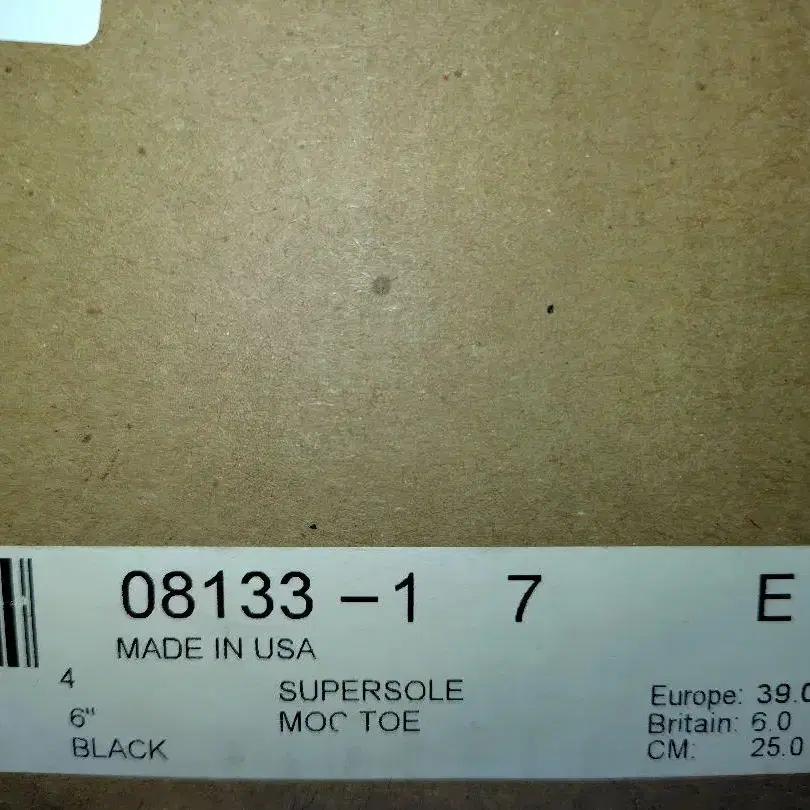 08133 - 1 7 E
MADE IN USA
4
SUPERSOLE
Europe: 39.0
6" MOC TOE
Britain: 6.0
BLACK
CM: 25.0